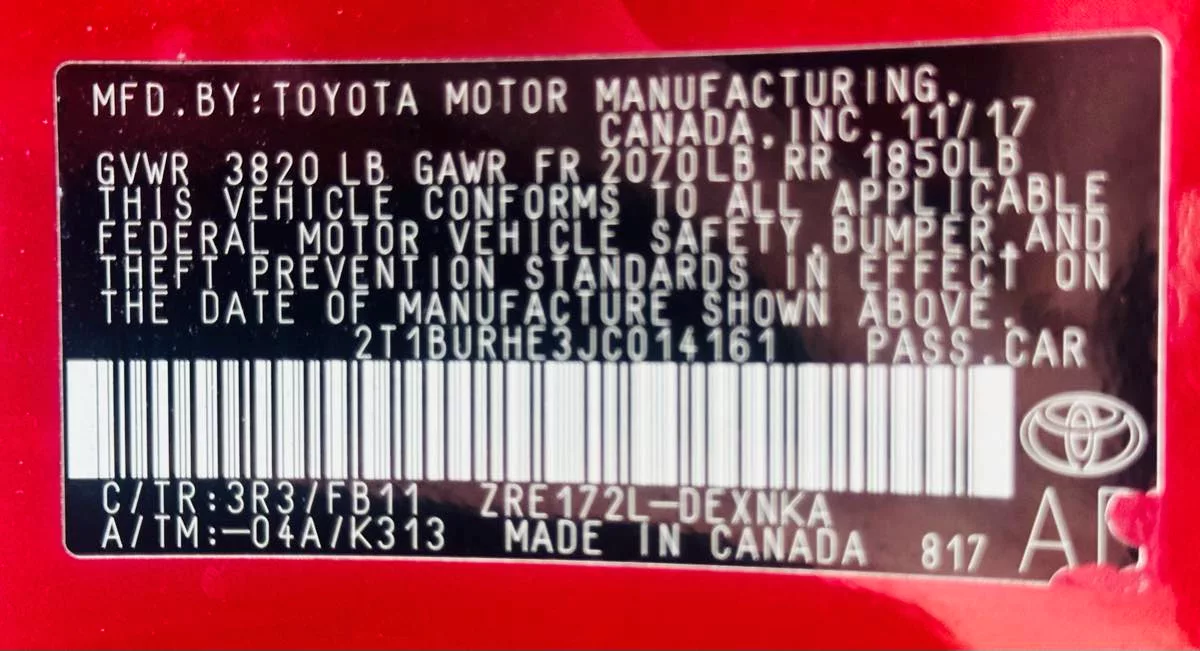 MFD.BY:TOYOTA MOTOR MANUFACTURING,
CANADA, INC. 11/17
GVWR 3820 LB GAWR FR 2070LB RR 1850LB
THIS VEHICLE CONFORMS TO ALL APPLICABLE
FEDERAL MOTOR VEHICLE SAFETY,BUMPER,AND
THEFT PREVENTION STANDARDS IN EFFECT ON
THE DATE OF MANUFACTURE SHOWN ABOVE.
2T1BURHE3JC014161 PASS.CAR
C/TR:3R3/FB11 ZRE172L-DEXNKA
A/TM:-04A/K313 MADE IN CANADA 817